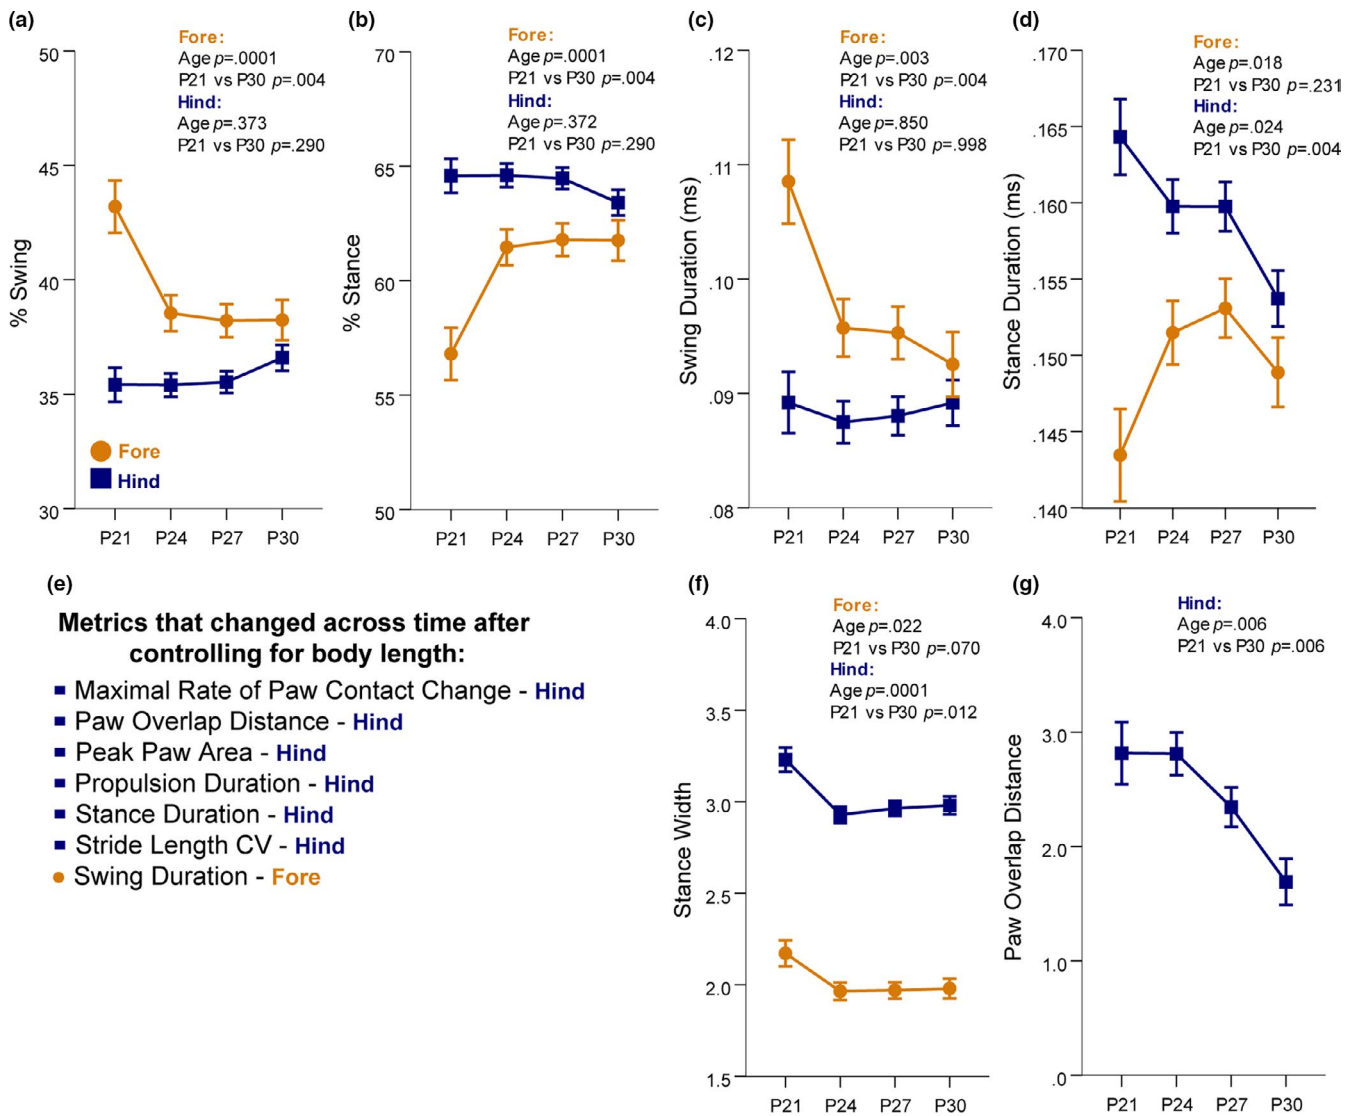 (a)
Fore:
Age p=.0001
P21 vs P30 p=.004
Hind:
Age p=.373
P21 vs P30 p=.290
50
45
40
35
30
% Swing
Fore
Hind
P21 P24 P27 P30
(b)
Fore:
Age p=.0001
P21 vs P30 p=.004
Hind:
Age p=.372
P21 vs P30 p=.290
70
65
60
55
50
% Stance
P21 P24 P27 P30
(c)
Fore:
Age p=.003
P21 vs P30 p=.004
Hind:
Age p=.850
P21 vs P30 p=.998
.12
.11
.10
.09
.08
Swing Duration (ms)
P21 P24 P27 P30
(d)
Fore:
Age p=.018
P21 vs P30 p=.231
Hind:
Age p=.024
P21 vs P30 p=.004
.170
.165
.160
.155
.150
.145
.140
Stance Duration (ms)
P21 P24 P27 P30
(e)
Metrics that changed across time after
controlling for body length:
Maximal Rate of Paw Contact Change - Hind
Paw Overlap Distance - Hind
Peak Paw Area - Hind
Propulsion Duration - Hind
Stance Duration - Hind
Stride Length CV - Hind
Swing Duration - Fore
(f)
Fore:
Age p=.022
P21 vs P30 p=.070
Hind:
Age p=.0001
P21 vs P30 p=.012
4.0
3.5
3.0
2.5
2.0
1.5
Stance Width
P21 P24 P27 P30
(g)
Hind:
Age p=.006
P21 vs P30 p=.006
4.0
3.0
2.0
1.0
.0
Paw Overlap Distance
P21 P24 P27 P30